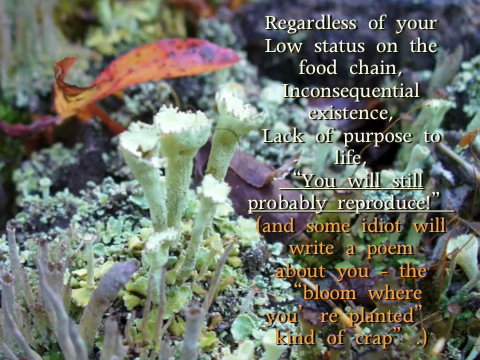 Regardless of your
Low status on the
food chain,
Inconsequential
existence,
Lack of purpose to
life,
“You will still
probably reproduce!”
(and some idiot will
write a poem
about you – the
“bloom where
you’ re planted”
kind of crap” .)